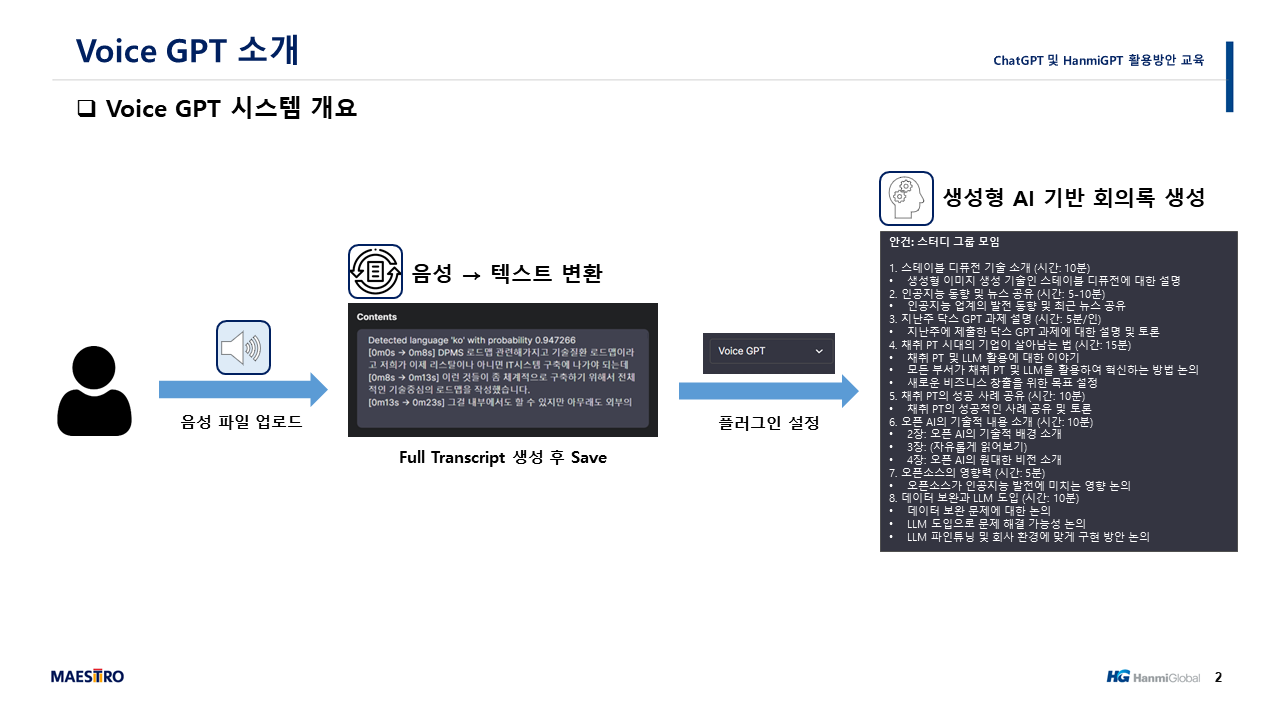 Voice GPT 소개
ChatGPT 및 HanmiGPT 활용방안 교육
❑ Voice GPT 시스템 개요
음성 파일 업로드
음성 → 텍스트 변환
Contents
Detected language 'ko' with probability 0.947266
[0m0s → 0m8s] DPMS 로드맵 관련해가지고 기술질환 로드맵이라
고 저희가 이제 리스탈이나 아니면 IT시스템 구축에 나가야 되는데
[0m8s → 0m13s] 이런 것들이 좀 체계적으로 구축하기 위해서 전체
적인 기술중심의 로드맵을 작성했습니다.
[0m13s → 0m23s] 그걸 내부에서도 할 수 있지만 아무래도 외부의
Full Transcript 생성 후 Save
Voice GPT
플러그인 설정
생성형 AI 기반 회의록 생성
안건: 스터디 그룹 모임
1. 스테이블 디퓨전 기술 소개 (시간: 10분)
• 생성형 이미지 생성 기술인 스테이블 디퓨전에 대한 설명
2. 인공지능 동향 및 뉴스 공유 (시간: 5-10분)
• 인공지능 업계의 발전 동향 및 최근 뉴스 공유
3. 지난주 닥스 GPT 과제 설명 (시간: 5분/인)
• 지난주에 제출한 닥스 GPT 과제에 대한 설명 및 토론
4. 채취 PT 시대의 기업이 살아남는 법 (시간: 15분)
• 채취 PT 및 LLM 활용에 대한 이야기
• 모든 부서가 채취 PT 및 LLM을 활용하여 혁신하는 방법 논의
• 새로운 비즈니스 창출을 위한 목표 설정
5. 채취 PT의 성공 사례 공유 (시간: 10분)
• 채취 PT의 성공적인 사례 공유 및 토론
6. 오픈 AI의 기술적 내용 소개 (시간: 10분)
• 2장: 오픈 AI의 기술적 배경 소개
• 3장: (자유롭게 읽어보기)
• 4장: 오픈 AI의 원대한 비전 소개
7. 오픈소스의 영향력 (시간: 5분)
• 오픈소스가 인공지능 발전에 미치는 영향 논의
8. 데이터 보완과 LLM 도입 (시간: 10분)
• 데이터 보완 문제에 대한 논의
• LLM 도입으로 문제 해결 가능성 논의
• LLM 파인튜닝 및 회사 환경에 맞게 구현 방안 논의
MAESTRO
HG HanmiGlobal
2